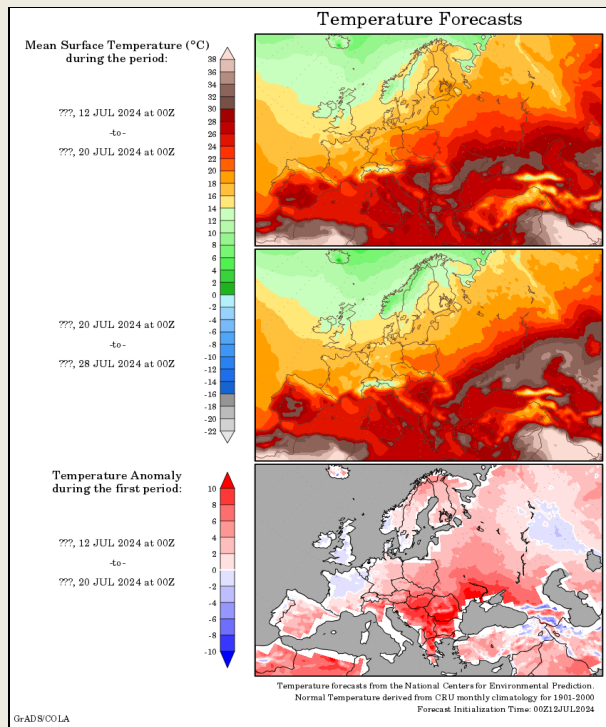 Temperature Forecasts
Mean Surface Temperature (°C)
during the period:
???, 12 JUL 2024 at 00Z
-to-
???, 20 JUL 2024 at 00Z
38
36
34
32
30
28
26
24
22
20
18
16
14
12
10
8
6
4
2
0
-2
-4
-6
-8
-10
-12
-14
-16
-18
-20
-22
???, 20 JUL 2024 at 00Z
-to-
???, 28 JUL 2024 at 00Z
Temperature Anomaly
during the first period:
???, 12 JUL 2024 at 00Z
-to-
???, 20 JUL 2024 at 00Z
10
8
6
4
2
0
-2
-4
-6
-8
-10
Temperature forecasts from the National Centers for Environmental Prediction.
Normal Temperature derived from CRU monthly climatology for 1901-2000
Forecast Initialization Time: 00Z12JUL2024
GrADS/COLA